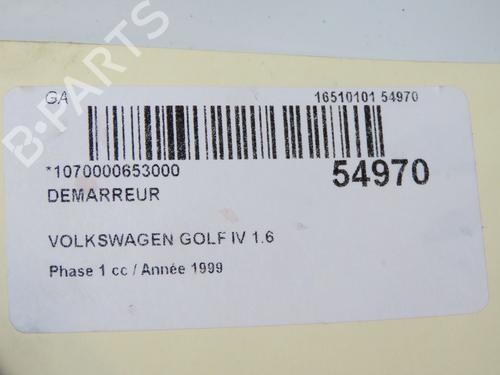 GA 16510101 54970
*1070000653000 54970
DEMARREUR
VOLKSWAGEN GOLF IV 1.6
Phase 1 cc / Année 1999
B-PARTS